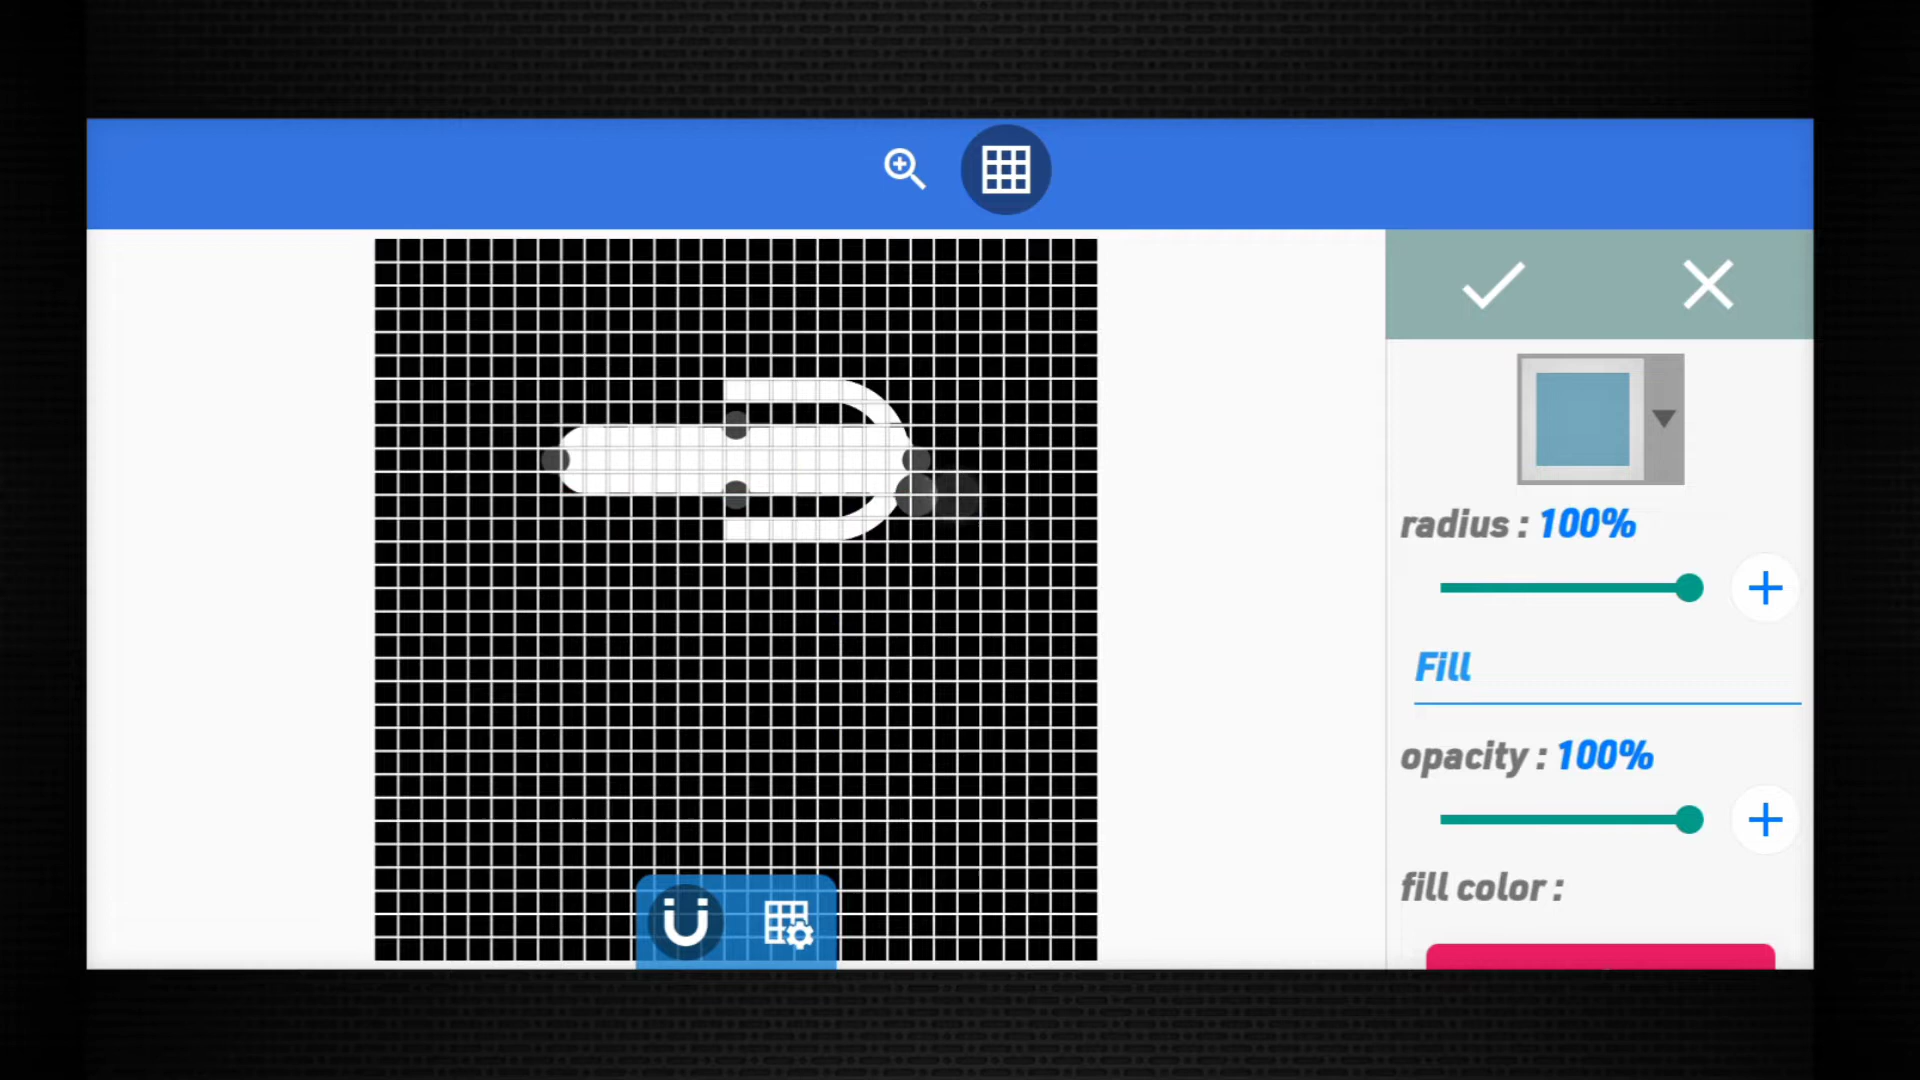 radius : 100%
Fill
opacity : 100%
fill color :